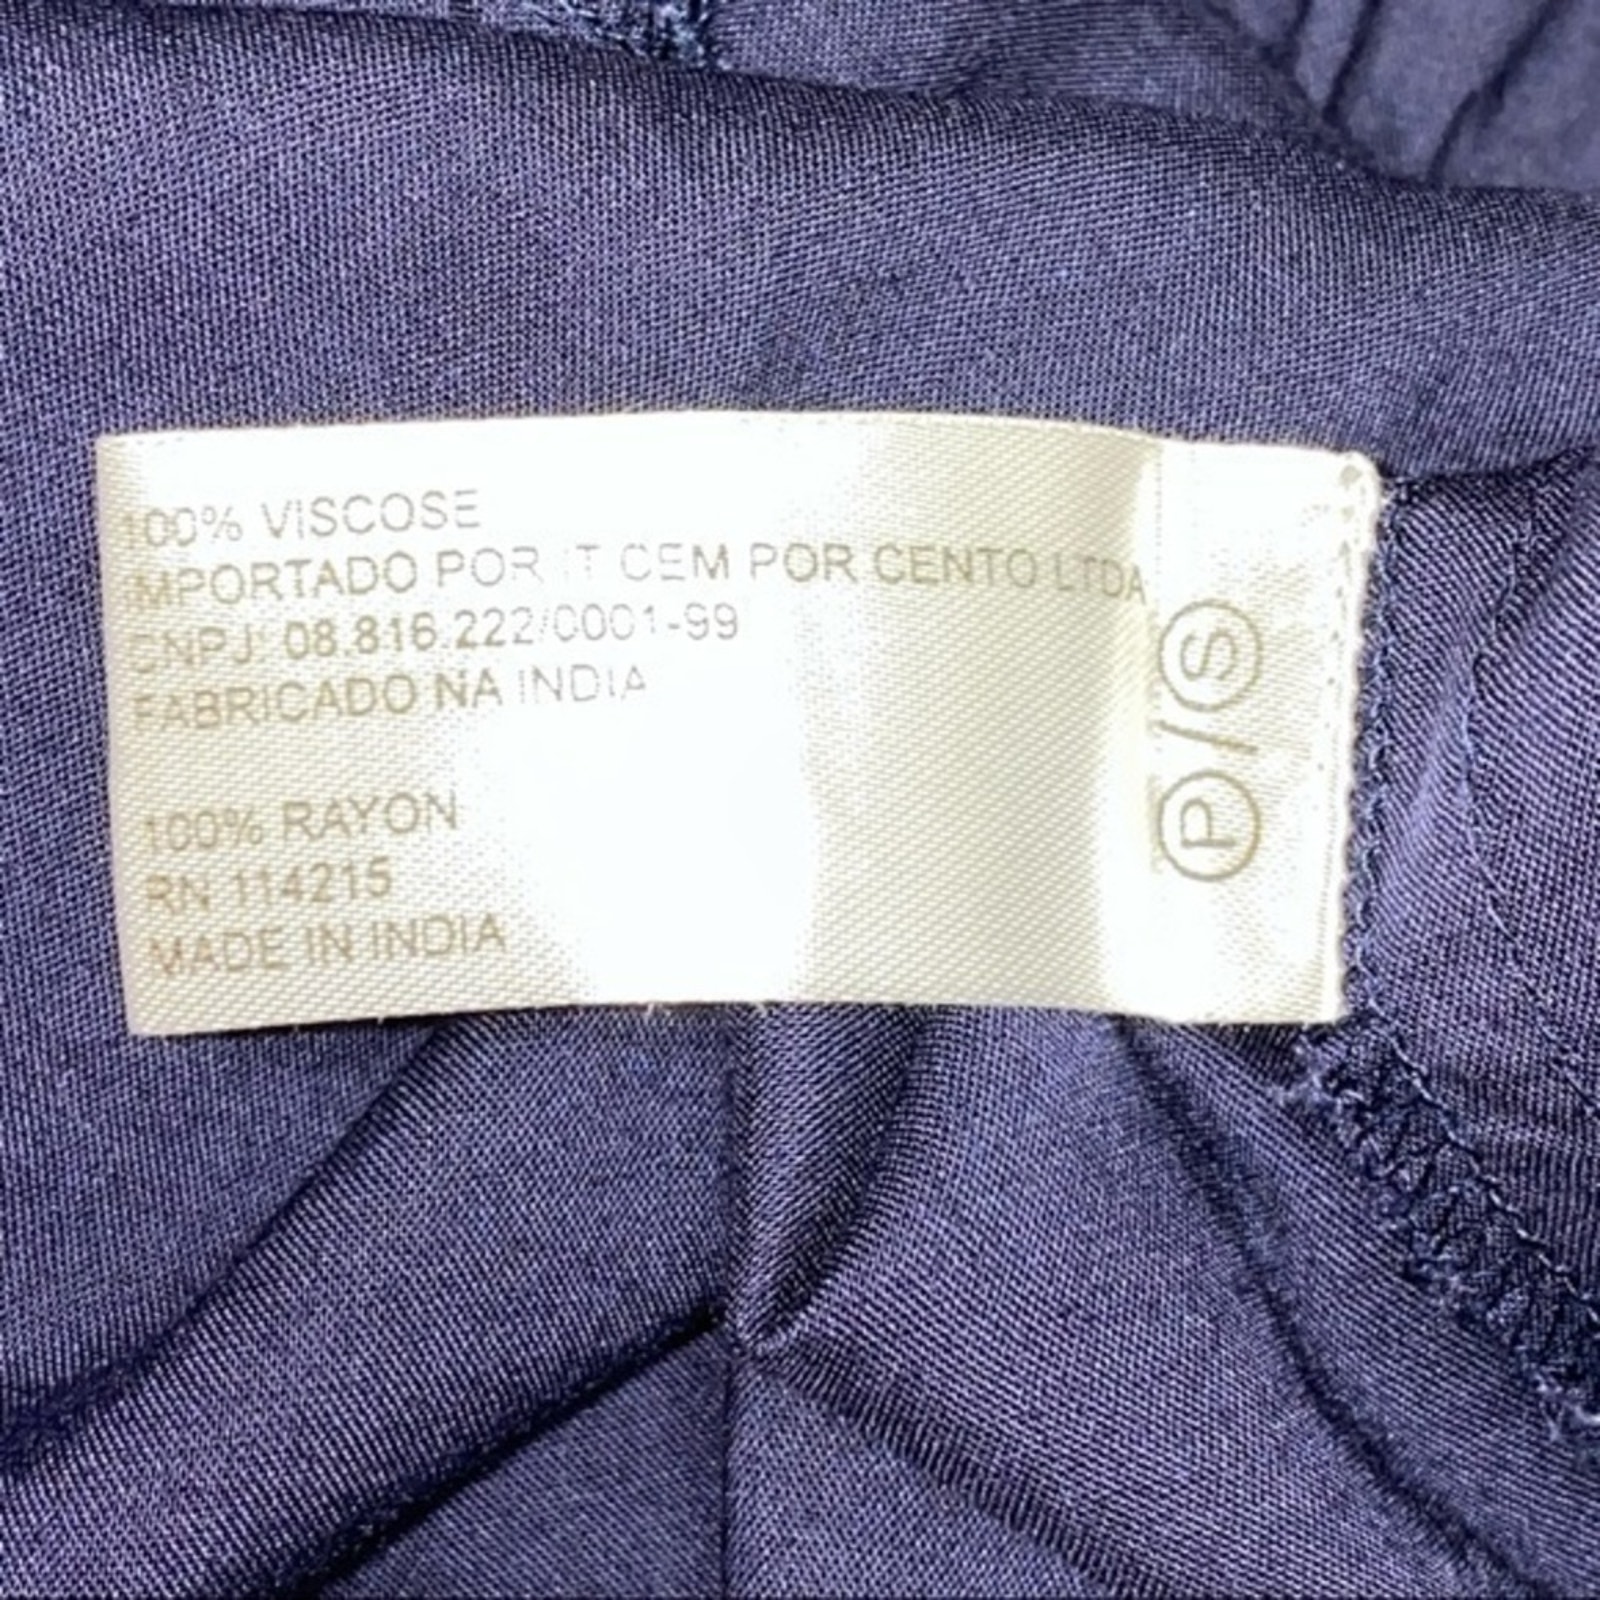 100% VISCOSE
IMPORTADO POR IT CEM POR CENTO LTDA
CNPJ: 08.816.222/0001-99
FABRICADO NA INDIA
100% RAYON
RN 114215
MADE IN INDIA
P/S